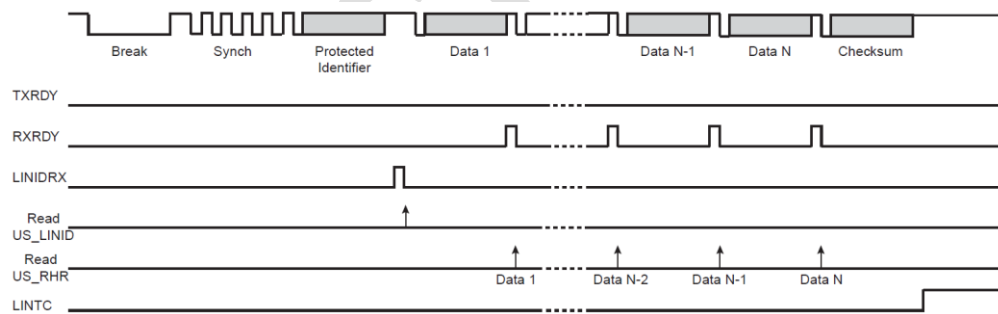 Break Synch Protected Data 1 Data N-1 Data N Checksum
Identifier
TXRDY
RXRDY
LINIDRX
Read
US_LINID
Read
US_RHR
Data 1 Data N-2 Data N-1 Data N
LINTC